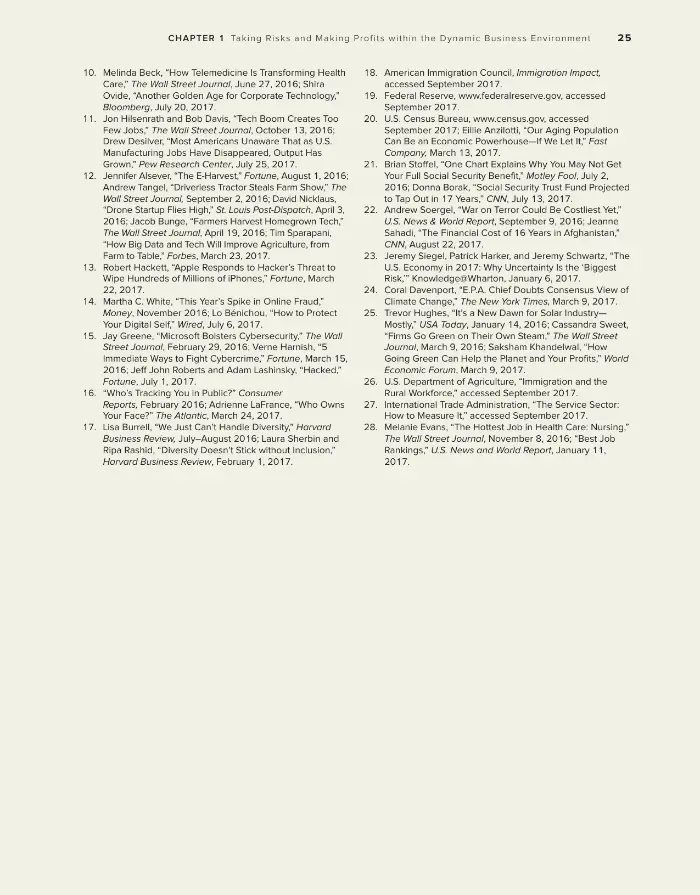 CHAPTER 1 Taking Risks and Making Profits within the Dynamic Business Environment 25
10. Melinda Beck, “How Telemedicine Is Transforming Health
Care,” The Wall Street Journal, June 27, 2016; Shira
Ovide, “Another Golden Age for Corporate Technology,”
Bloomberg, July 20, 2017.
11. Jon Hilsenrath and Bob Davis, “Tech Boom Creates Too
Few Jobs,” The Wall Street Journal, October 13, 2016;
Drew Desilver, “Most Americans Unaware That as U.S.
Manufacturing Jobs Have Disappeared, Output Has
Grown,” Pew Research Center, July 25, 2017.
12. Jennifer Alsever, “The E-Harvest,” Fortune, August 1, 2016;
Andrew Tangel, “Driverless Tractor Steals Farm Show,” The
Wall Street Journal, September 2, 2016; David Nicklaus,
“Drone Startup Flies High,” St. Louis Post-Dispatch, April 3,
2016; Jacob Bunge, “Farmers Harvest Homegrown Tech,”
The Wall Street Journal, April 19, 2016; Tim Sparapani,
“How Big Data and Tech Will Improve Agriculture, from
Farm to Table,” Forbes, March 23, 2017.
13. Robert Hackett, “Apple Responds to Hacker’s Threat to
Wipe Hundreds of Millions of iPhones,” Fortune, March
22, 2017.
14. Martha C. White, “This Year’s Spike in Online Fraud,”
Money, November 2016; Lo Bénichou, “How to Protect
Your Digital Self,” Wired, July 6, 2017.
15. Jay Greene, “Microsoft Bolsters Cybersecurity,” The Wall
Street Journal, February 29, 2016; Verne Harnish, “5
Immediate Ways to Fight Cybercrime,” Fortune, March 15,
2016; Jeff John Roberts and Adam Lashinsky, “Hacked,”
Fortune, July 1, 2017.
16. “Who’s Tracking You in Public?” Consumer
Reports, February 2016; Adrienne LaFrance, “Who Owns
Your Face?” The Atlantic, March 24, 2017.
17. Lisa Burrell, “We Just Can’t Handle Diversity,” Harvard
Business Review, July–August 2016; Laura Sherbin and
Ripa Rashid, “Diversity Doesn’t Stick without Inclusion,”
Harvard Business Review, February 1, 2017.
18. American Immigration Council, Immigration Impact,
accessed September 2017.
19. Federal Reserve, www.federalreserve.gov, accessed
September 2017.
20. U.S. Census Bureau, www.census.gov, accessed
September 2017; Eillie Anzilotti, “Our Aging Population
Can Be an Economic Powerhouse—If We Let It,” Fast
Company, March 13, 2017.
21. Brian Stoffel, “One Chart Explains Why You May Not Get
Your Full Social Security Benefit,” Motley Fool, July 2,
2016; Donna Borak, “Social Security Trust Fund Projected
to Tap Out in 17 Years,” CNN, July 13, 2017.
22. Andrew Soergel, “War on Terror Could Be Costliest Yet,”
U.S. News & World Report, September 9, 2016; Jeanne
Sahadi, “The Financial Cost of 16 Years in Afghanistan,”
CNN, August 22, 2017.
23. Jeremy Siegel, Patrick Harker, and Jeremy Schwartz, “The
U.S. Economy in 2017: Why Uncertainty Is the ‘Biggest
Risk,’” Knowledge@Wharton, January 6, 2017.
24. Coral Davenport, “E.P.A. Chief Doubts Consensus View of
Climate Change,” The New York Times, March 9, 2017.
25. Trevor Hughes, “It’s a New Dawn for Solar Industry—
Mostly,” USA Today, January 14, 2016; Cassandra Sweet,
“Firms Go Green on Their Own Steam,” The Wall Street
Journal, March 9, 2016; Saksham Khandelwal, “How
Going Green Can Help the Planet and Your Profits,” World
Economic Forum, March 9, 2017.
26. U.S. Department of Agriculture, “Immigration and the
Rural Workforce,” accessed September 2017.
27. International Trade Administration, “The Service Sector:
How to Measure It,” accessed September 2017.
28. Melanie Evans, “The Hottest Job in Health Care: Nursing,”
The Wall Street Journal, November 8, 2016; “Best Job
Rankings,” U.S. News and World Report, January 11,
2017.